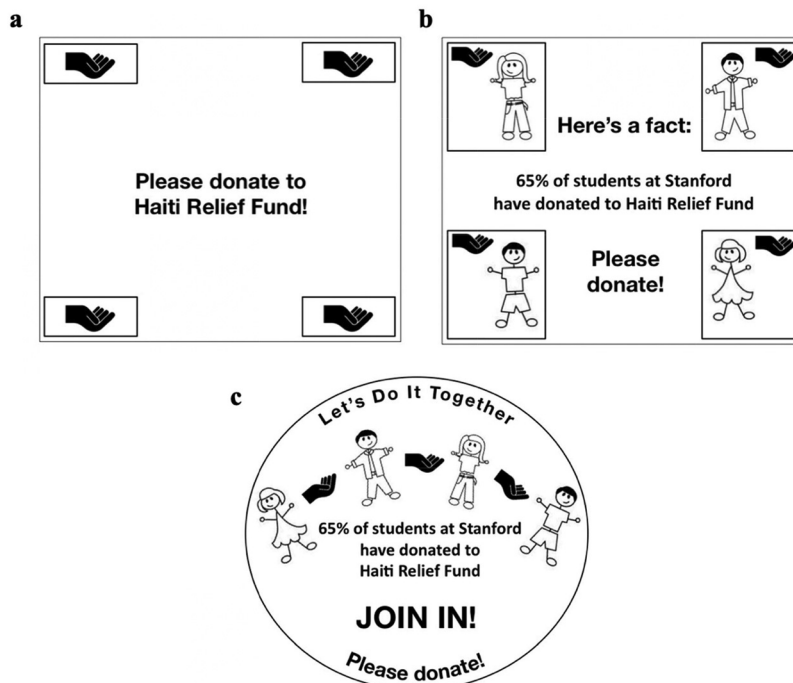 a
Please donate to
Haiti Relief Fund!
b
Here's a fact:
65% of students at Stanford
have donated to Haiti Relief Fund
Please
donate!
c
Let's Do It Together
65% of students at Stanford
have donated to
Haiti Relief Fund
JOIN IN!
Please donate!